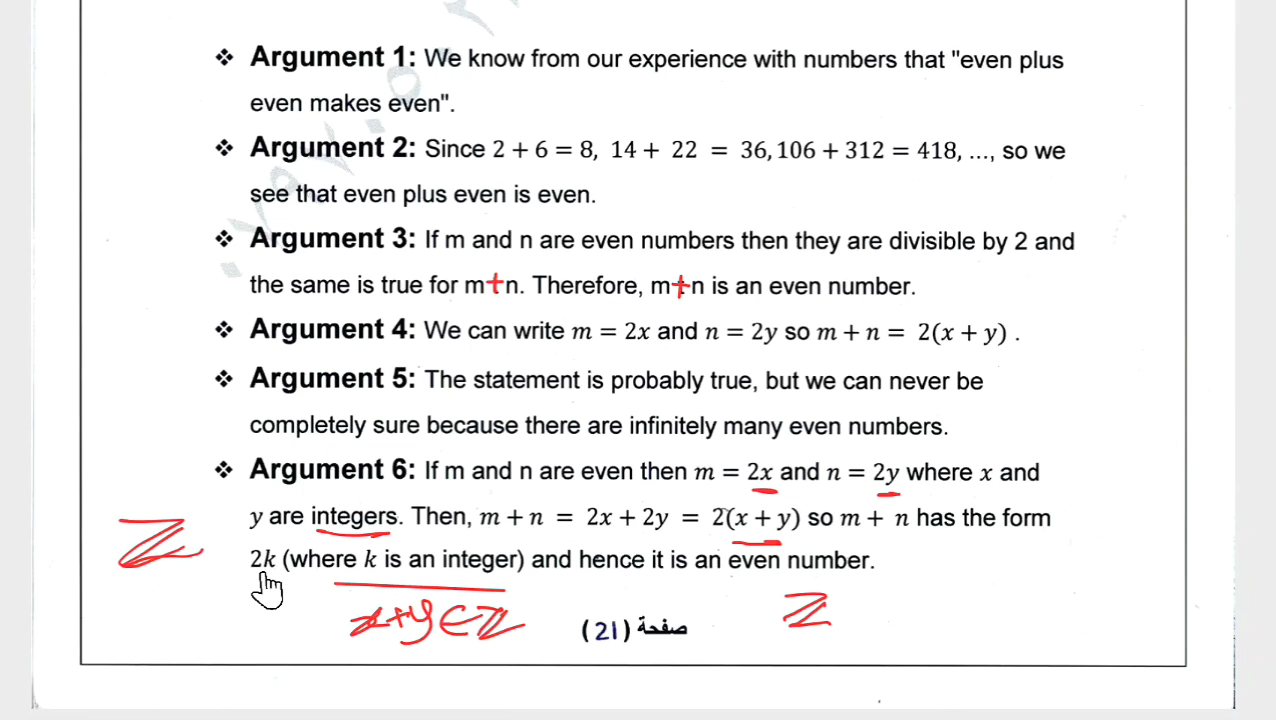 ❖ Argument 1: We know from our experience with numbers that "even plus
even makes even".
❖ Argument 2: Since 2 + 6 = 8, 14 + 22 = 36, 106 + 312 = 418, ..., so we
see that even plus even is even.
❖ Argument 3: If m and n are even numbers then they are divisible by 2 and
the same is true for m+n. Therefore, m+n is an even number.
❖ Argument 4: We can write m = 2x and n = 2y so m + n = 2(x + y) .
❖ Argument 5: The statement is probably true, but we can never be
completely sure because there are infinitely many even numbers.
❖ Argument 6: If m and n are even then m = 2x and n = 2y where x and
y are integers. Then, m + n = 2x + 2y = 2(x + y) so m + n has the form
ℤ
2k (where k is an integer) and hence it is an even number.
x+y∈ℤ
ℤ
صفحة (21)